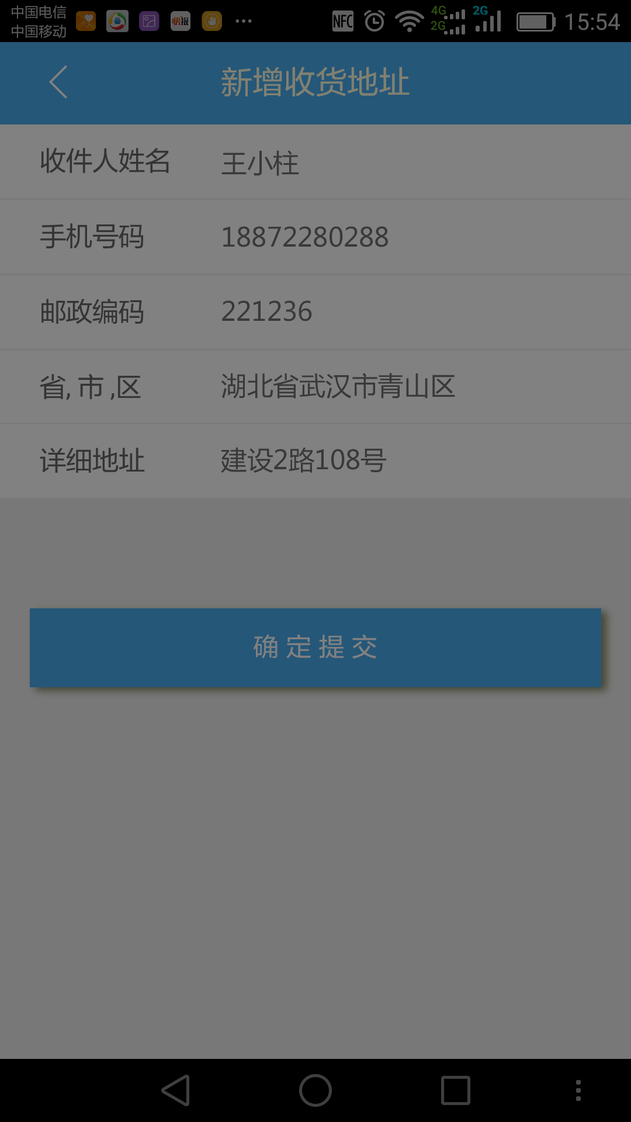 中国电信
中国移动
NFC 4G 2G 2G 15:54
新增收货地址
收件人姓名 王小柱
手机号码 18872280288
邮政编码 221236
省, 市 ,区 湖北省武汉市青山区
详细地址 建设2路108号
确定提交